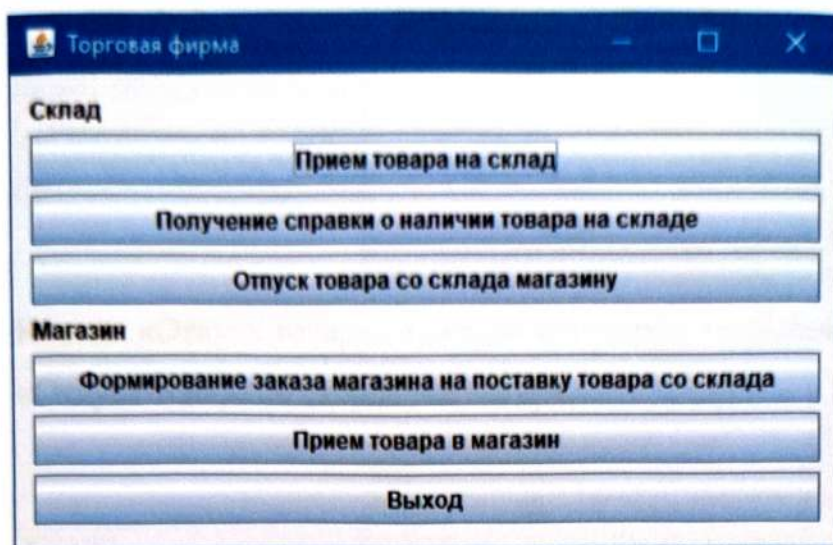 Торговая фирма
Склад
Прием товара на склад
Получение справки о наличии товара на складе
Отпуск товара со склада магазину
Магазин
Формирование заказа магазина на поставку товара со склада
Прием товара в магазин
Выход